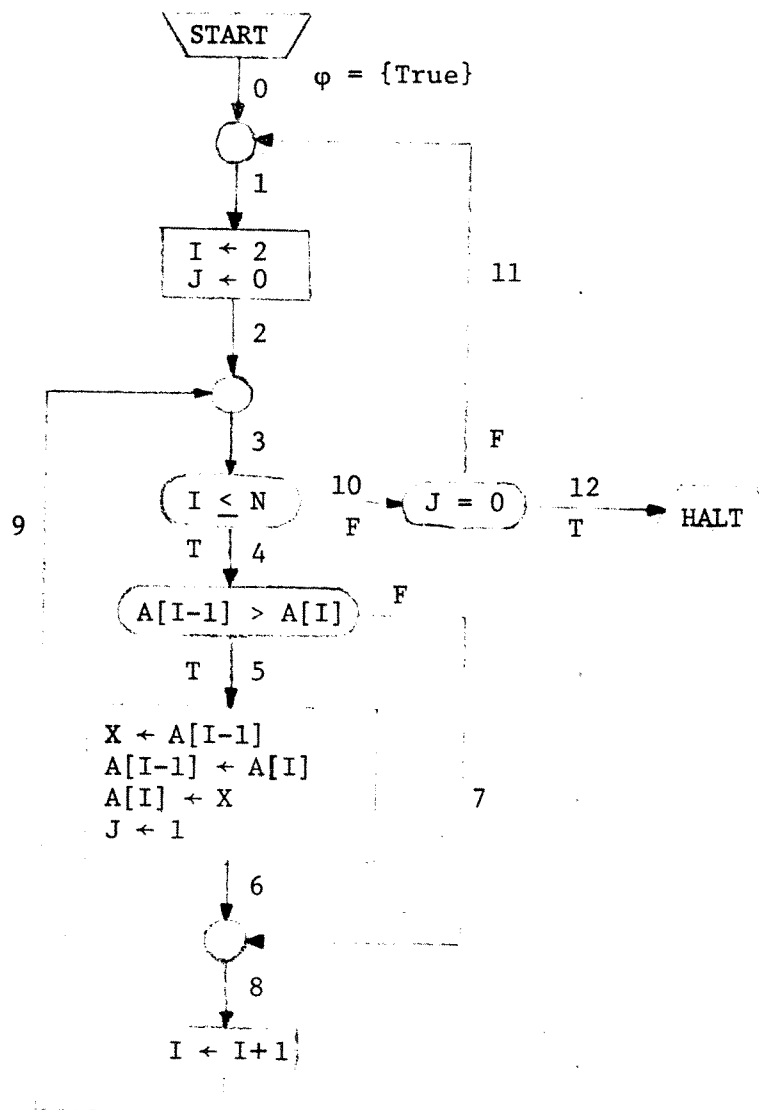 START
0 φ = {True}
1
I ← 2
J ← 0
11
2
3
F
I ≤ N
10
F
J = 0
12
T
HALT
9
T 4
A[I-1] > A[I]
F
T 5
X ← A[I-1]
A[I-1] ← A[I]
A[I] ← X
J ← 1
7
6
8
I ← I+1